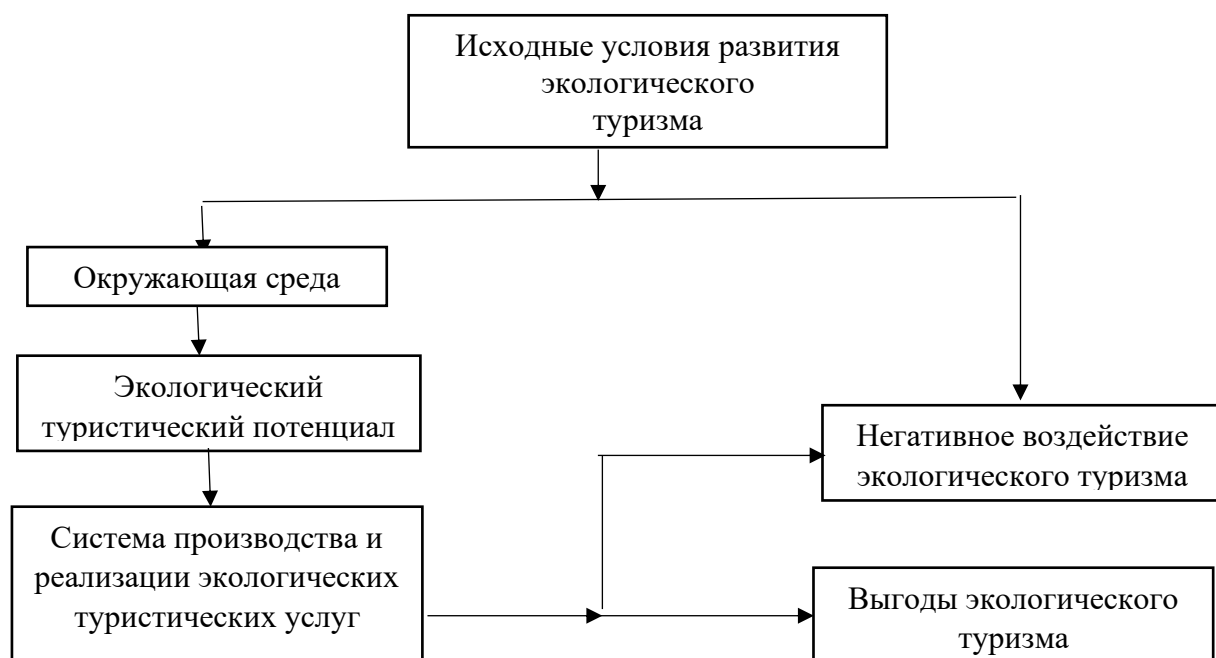 Исходные условия развития
экологического
туризма
Окружающая среда
Экологический
туристический потенциал
Негативное воздействие
экологического туризма
Система производства и
реализации экологических
туристических услуг
Выгоды экологического
туризма